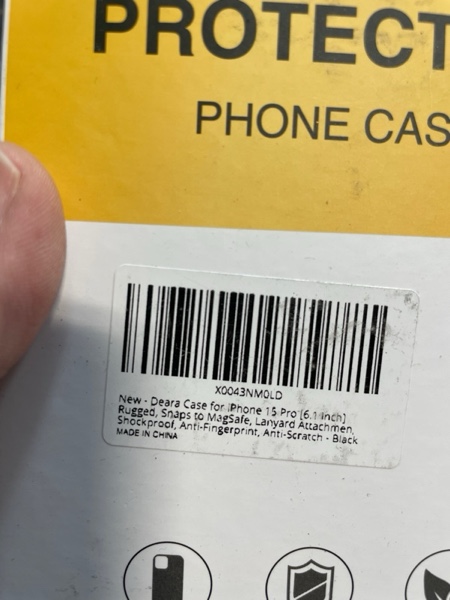 PROTECT
PHONE CAS
X0043NM0LD
New - Deara Case for iPhone 15 Pro [6.1 Inch]
Rugged, Snaps to MagSafe, Lanyard Attachmen,
Shockproof, Anti-Fingerprint, Anti-Scratch - Black
MADE IN CHINA